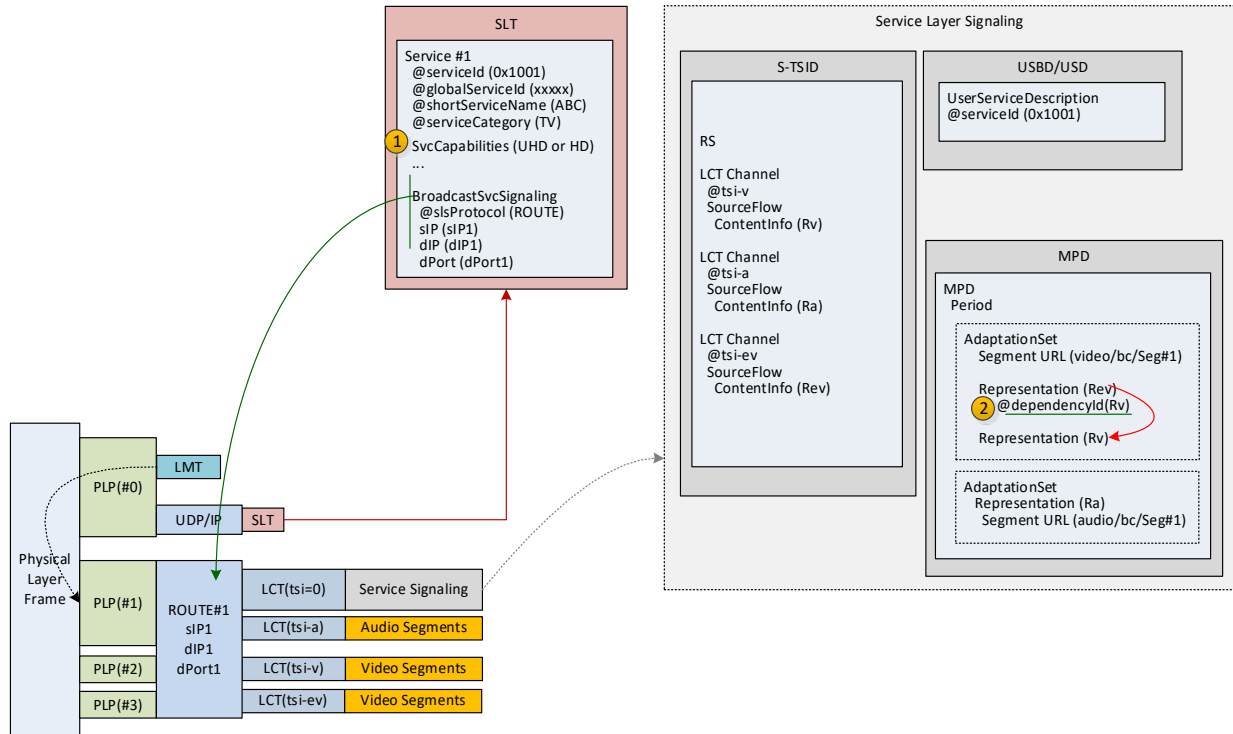 SLT
Service #1
@serviceId (0x1001)
@globalServiceId (xxxxx)
@shortServiceName (ABC)
@serviceCategory (TV)
1
SvcCapabilities (UHD or HD)
...
BroadcastSvcSignaling
@slsProtocol (ROUTE)
sIP (sIP1)
dIP (dIP1)
dPort (dPort1)
Service Layer Signaling
S-TSID
RS
LCT Channel
@tsi-v
SourceFlow
ContentInfo (Rv)
LCT Channel
@tsi-a
SourceFlow
ContentInfo (Ra)
LCT Channel
@tsi-ev
SourceFlow
ContentInfo (Rev)
USBD/USD
UserServiceDescription
@serviceId (0x1001)
MPD
MPD
Period
AdaptationSet
Segment URL (video/bc/Seg#1)
Representation (Rev)
2
@dependencyId(Rv)
Representation (Rv)
AdaptationSet
Representation (Ra)
Segment URL (audio/bc/Seg#1)
Physical
Layer
Frame
PLP(#0)
LMT
UDP/IP
SLT
PLP(#1)
PLP(#2)
PLP(#3)
ROUTE#1
sIP1
dIP1
dPort1
LCT(tsi=0)
Service Signaling
LCT(tsi-a)
Audio Segments
LCT(tsi-v)
Video Segments
LCT(tsi-ev)
Video Segments